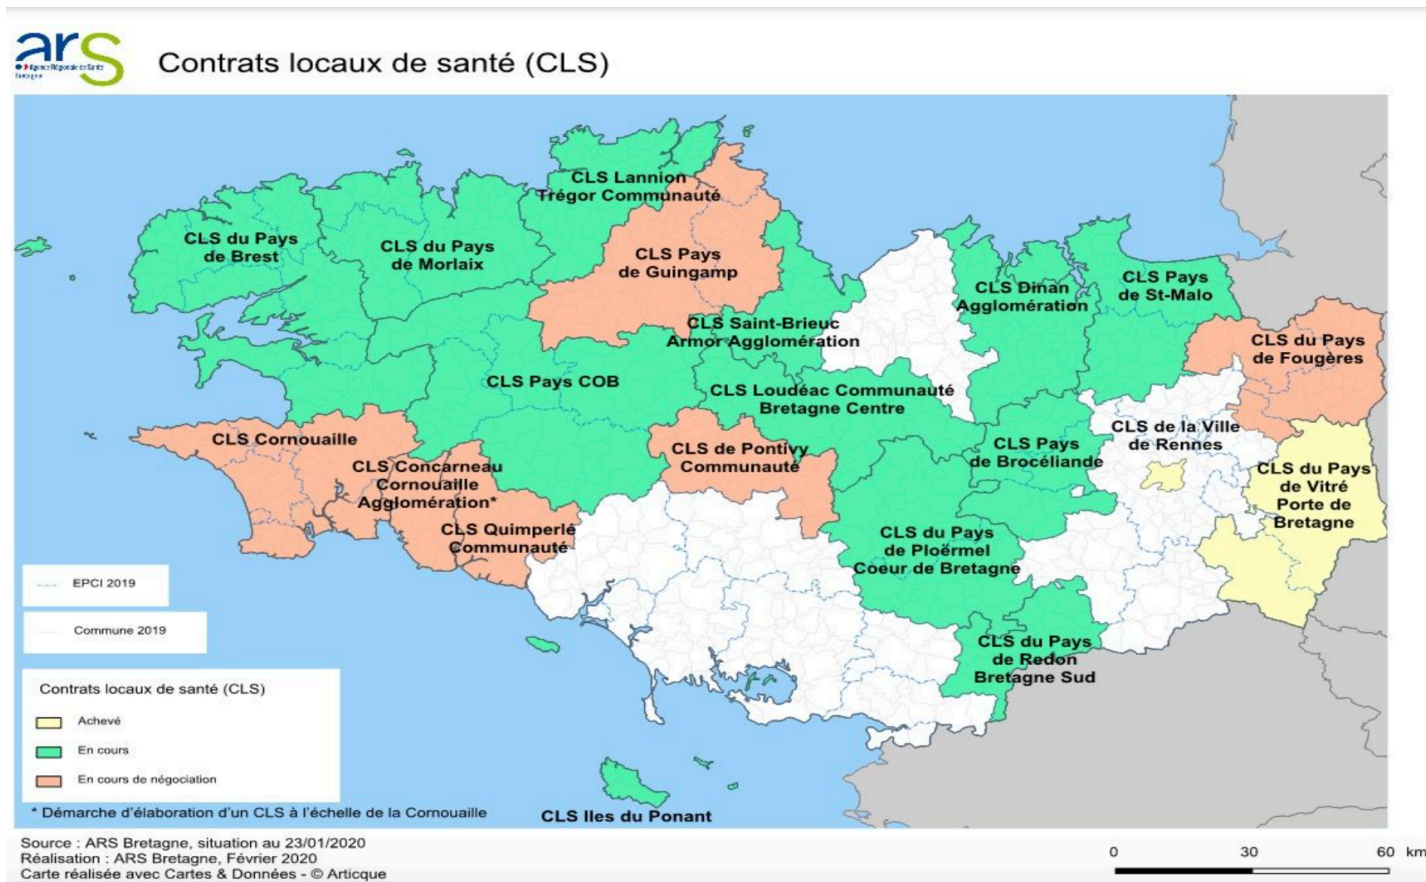 ars
Agence Régionale de Santé
Bretagne
Contrats locaux de santé (CLS)
CLS Lannion
Trégor Communauté
CLS du Pays
de Brest
CLS du Pays
de Morlaix
CLS Pays
de Guingamp
CLS Dinan
Agglomération
CLS Pays
de St-Malo
CLS Saint-Brieuc
Armor Agglomération
CLS du Pays
de Fougères
CLS Pays COB
CLS Loudéac Communauté
Bretagne Centre
CLS Cornouaille
CLS de Pontivy
Communauté
CLS Pays
de Brocéliande
CLS de la Ville
de Rennes
CLS Concarneau
Cornouaille
Agglomération*
CLS du Pays
de Vitré
Porte de
Bretagne
CLS Quimperlé
Communauté
CLS du Pays
de Ploërmel
Coeur de Bretagne
CLS du Pays
de Redon
Bretagne Sud
CLS Iles du Ponant
EPCI 2019
Commune 2019
Contrats locaux de santé (CLS)
Achevé
En cours
En cours de négociation
* Démarche d'élaboration d'un CLS à l'échelle de la Cornouaille
Source : ARS Bretagne, situation au 23/01/2020
Réalisation : ARS Bretagne, Février 2020
Carte réalisée avec Cartes & Données - © Articque
0 30 60 km